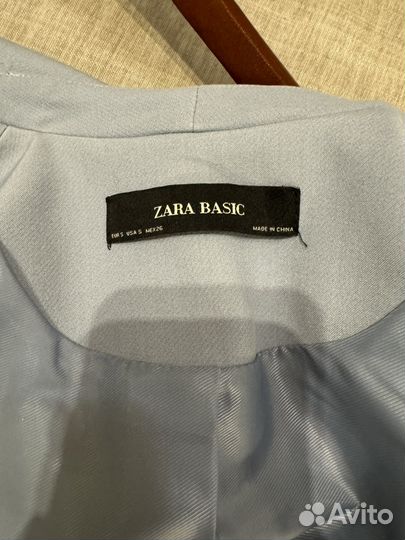 ZARA BASIC
EUR S USA S MEX 26 MADE IN CHINA
Avito